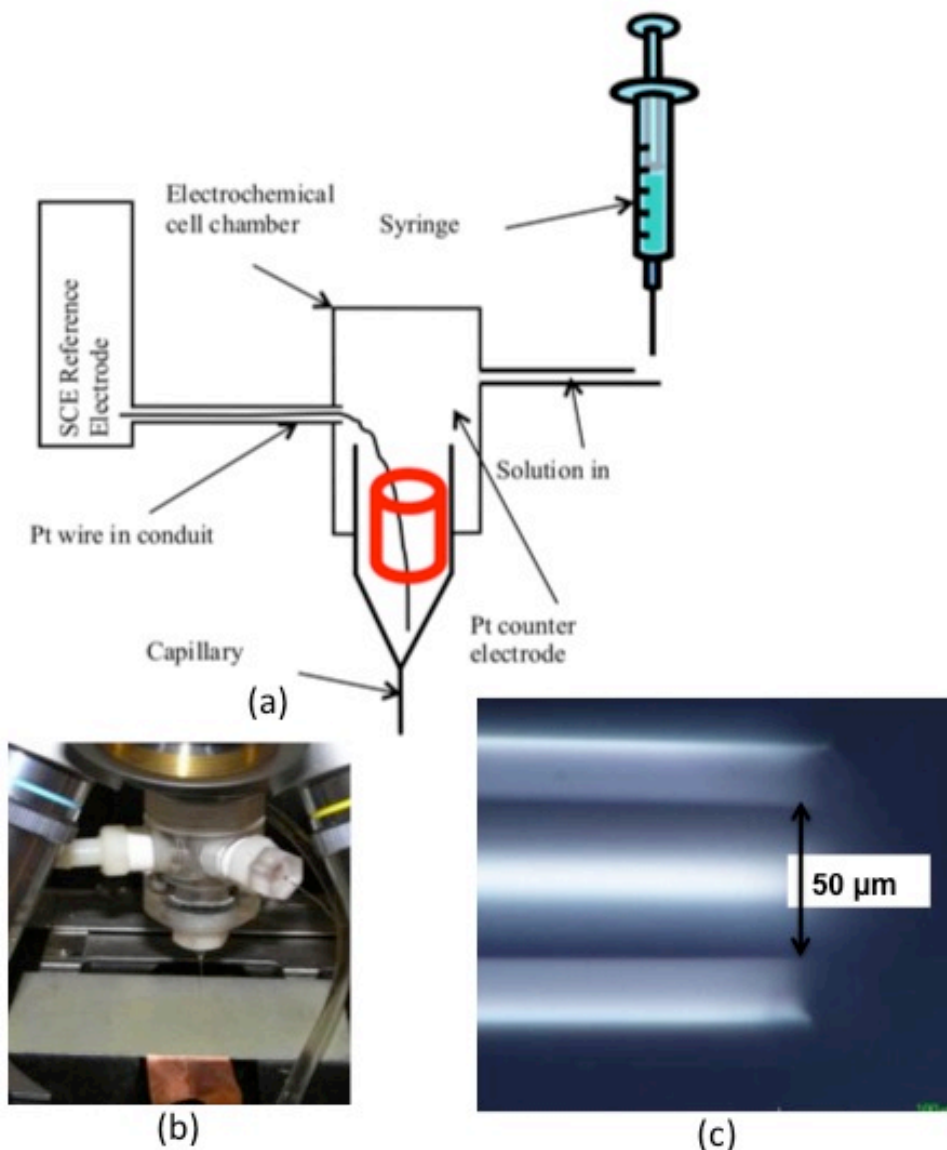 Electrochemical
cell chamber
Syringe
SCE Reference
Electrode
Solution in
Pt wire in conduit
Pt counter
electrode
Capillary
(a)
50 μm
(b)
(c)